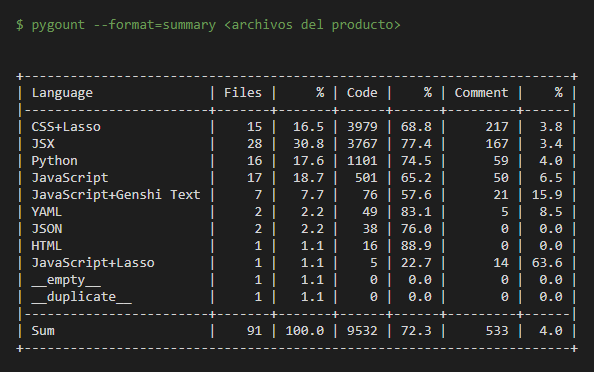 $ pygount --format=summary <archivos del producto>
+-----------------------------------------------------------------------+
| Language               | Files |     % | Code |    % | Comment |    % |
|------------------------+-------+-------+------+------+---------+------|
| CSS+Lasso              |    15 |  16.5 | 3979 | 68.8 |     217 |  3.8 |
| JSX                    |    28 |  30.8 | 3767 | 77.4 |     167 |  3.4 |
| Python                 |    16 |  17.6 | 1101 | 74.5 |      59 |  4.0 |
| JavaScript             |    17 |  18.7 |  501 | 65.2 |      50 |  6.5 |
| JavaScript+Genshi Text |     7 |   7.7 |   76 | 57.6 |      21 | 15.9 |
| YAML                   |     2 |   2.2 |   49 | 83.1 |       5 |  8.5 |
| JSON                   |     2 |   2.2 |   38 | 76.0 |       0 |  0.0 |
| HTML                   |     1 |   1.1 |   16 | 88.9 |       0 |  0.0 |
| JavaScript+Lasso       |     1 |   1.1 |    5 | 22.7 |      14 | 63.6 |
| __empty__              |     1 |   1.1 |    0 |  0.0 |       0 |  0.0 |
| __duplicate__          |     1 |   1.1 |    0 |  0.0 |       0 |  0.0 |
|------------------------+-------+-------+------+------+---------+------|
| Sum                    |    91 | 100.0 | 9532 | 72.3 |     533 |  4.0 |
+-----------------------------------------------------------------------+